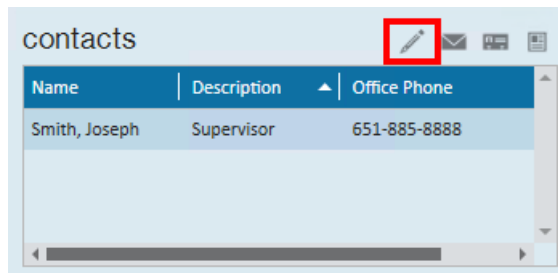 contacts
Name Description Office Phone
Smith, Joseph Supervisor 651-885-8888